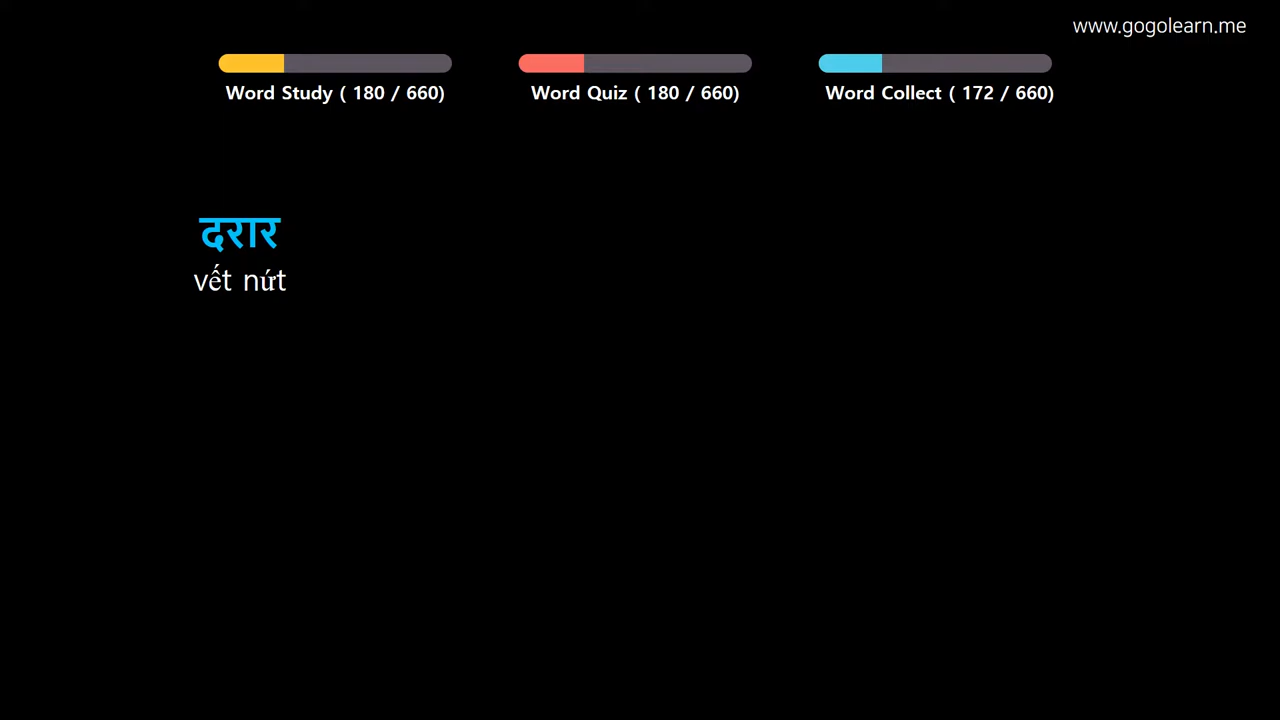 www.gogolearn.me
Word Study ( 180 / 660)
Word Quiz ( 180 / 660)
Word Collect ( 172 / 660)
दरार
vết nứt